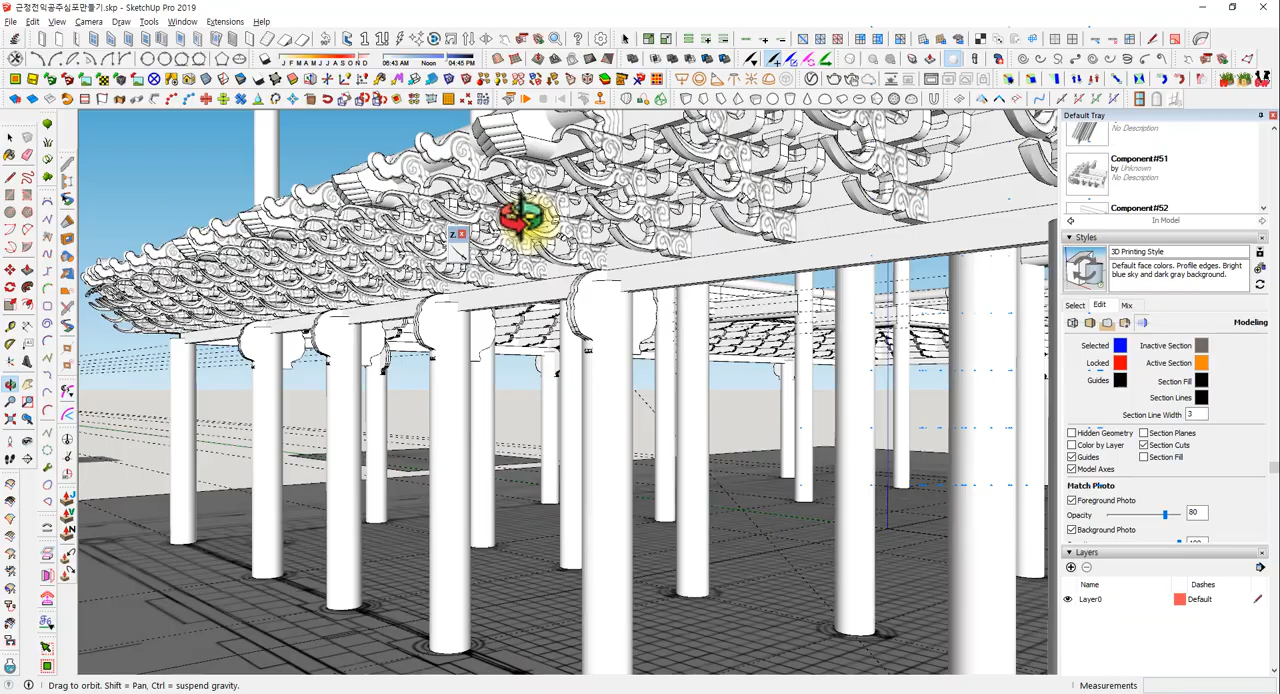 근정전익공주심포만들기.skp - SketchUp Pro 2019
File Edit View Camera Draw Tools Window Extensions Help
J F M A M J J A S O N D 06:43 AM Noon 04:45 PM
Default Tray
No Description
Component#51
by Unknown
No Description
Component#52
In Model
Styles
3D Printing Style
Default face colors. Profile edges. Bright blue sky and dark gray background.
Select Edit Mix
Modeling
Selected Inactive Section
Locked Active Section
Guides Section Fill
Section Lines
Section Line Width 3
Hidden Geometry Section Planes
Color by Layer Section Cuts
Guides Section Fill
Model Axes
Match Photo
Foreground Photo
Opacity 80
Background Photo
Layers
Name Dashes
Layer0 Default
Z.
Drag to orbit. Shift = Pan, Ctrl = suspend gravity.
Measurements